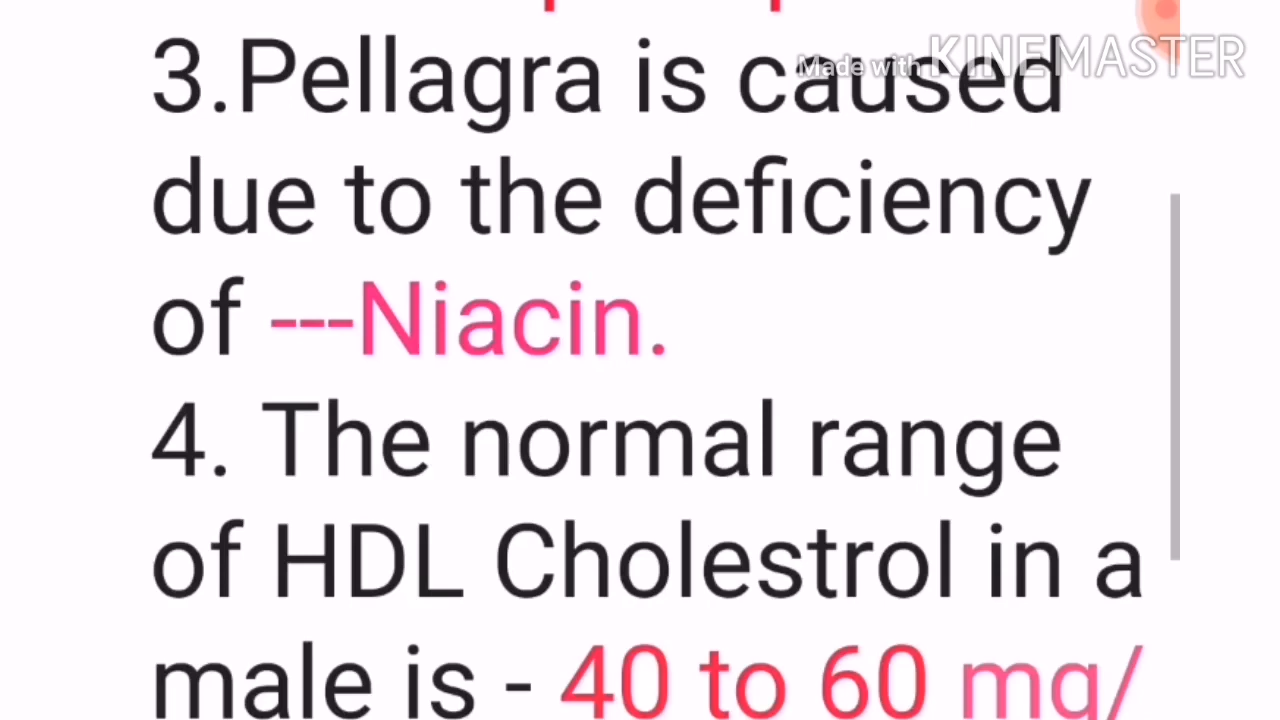 Made with KINEMASTER
3.Pellagra is caused
due to the deficiency
of ---Niacin.
4. The normal range
of HDL Cholestrol in a
male is - 40 to 60 mg/